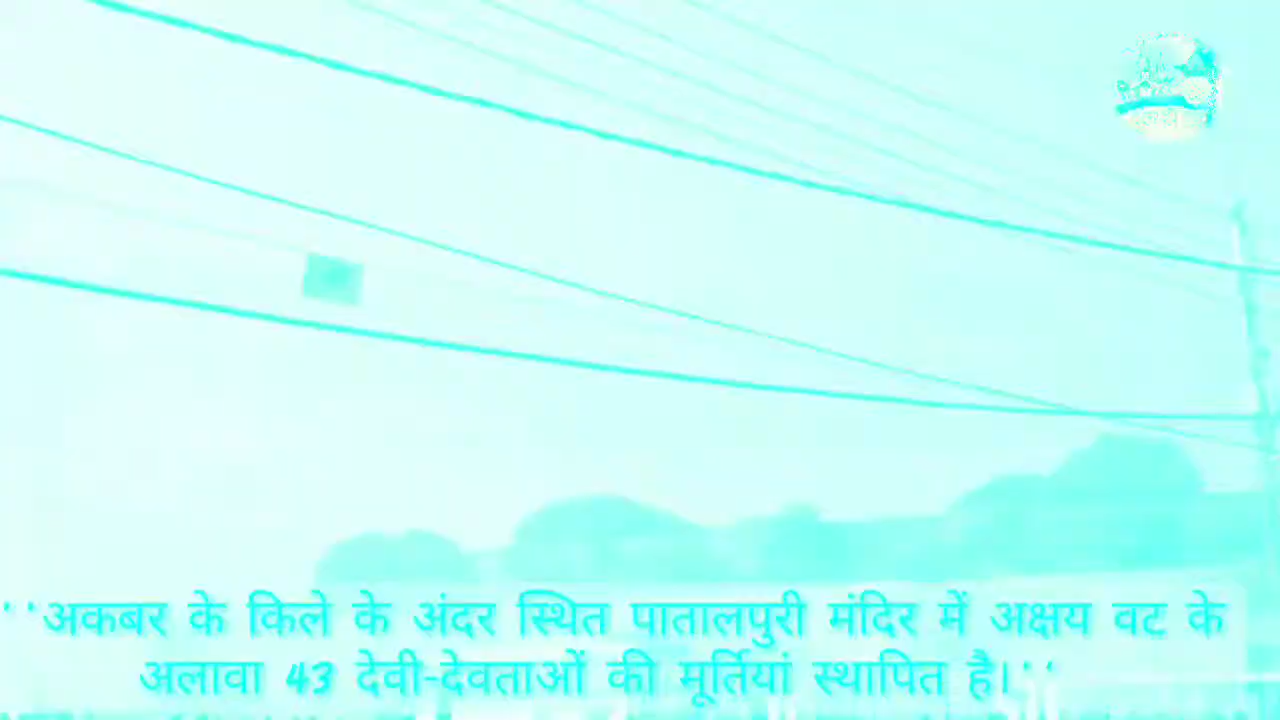 ''अकबर के किले के अंदर स्थित पातालपुरी मंदिर में अक्षय वट के
अलावा 43 देवी-देवताओं की मूर्तियां स्थापित है।''